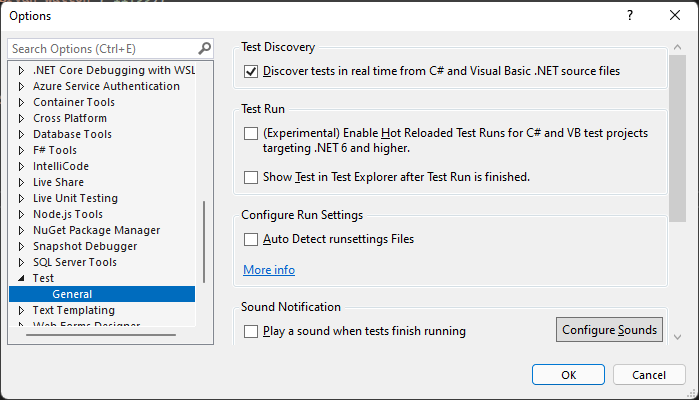 Options
Search Options (Ctrl+E)
.NET Core Debugging with WSL
Azure Service Authentication
Container Tools
Cross Platform
Database Tools
F# Tools
IntelliCode
Live Share
Live Unit Testing
Node.js Tools
NuGet Package Manager
Snapshot Debugger
SQL Server Tools
Test
General
Text Templating
Web Forms Designer
Test Discovery
Discover tests in real time from C# and Visual Basic .NET source files
Test Run
(Experimental) Enable Hot Reloaded Test Runs for C# and VB test projects
targeting .NET 6 and higher.
Show Test in Test Explorer after Test Run is finished.
Configure Run Settings
Auto Detect runsettings Files
More info
Sound Notification
Play a sound when tests finish running
Configure Sounds
OK
Cancel